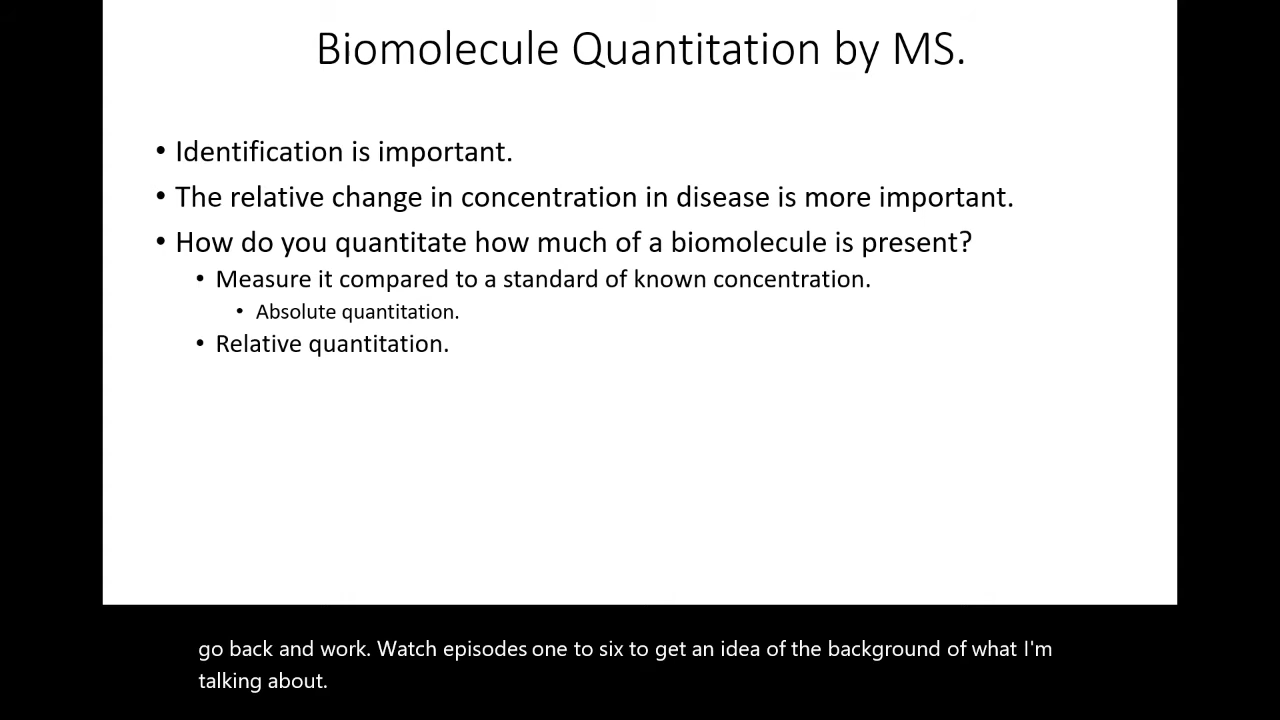 Biomolecule Quantitation by MS.
• Identification is important.
• The relative change in concentration in disease is more important.
• How do you quantitate how much of a biomolecule is present?
• Measure it compared to a standard of known concentration.
• Absolute quantitation.
• Relative quantitation.
go back and work. Watch episodes one to six to get an idea of the background of what I'm
talking about.